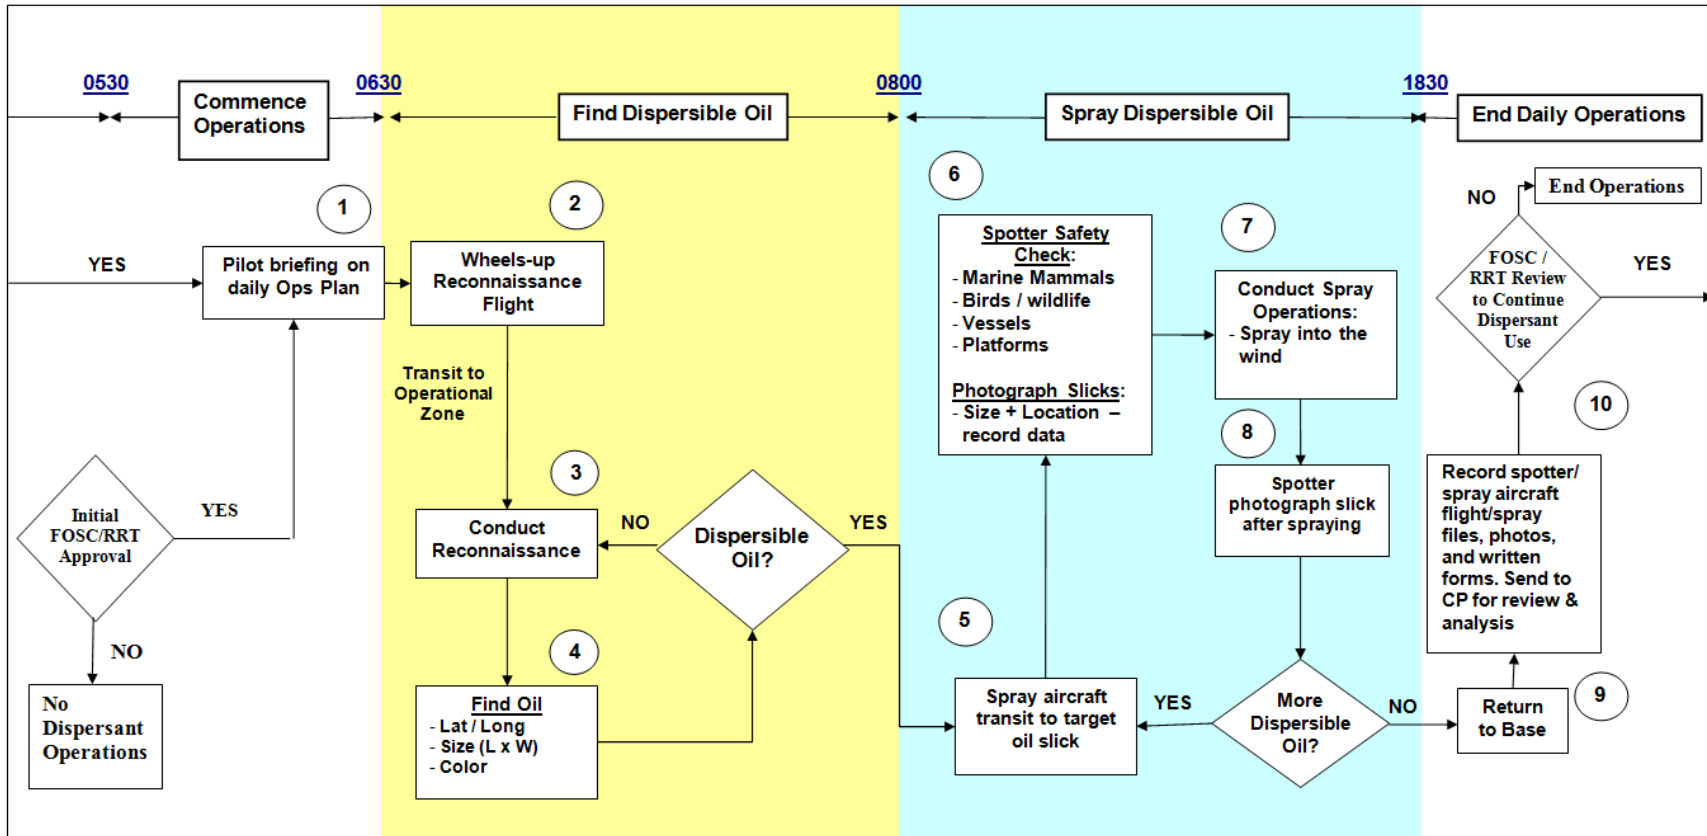 0530
0630
0800
1830
Commence
Operations
Find Dispersible Oil
Spray Dispersible Oil
End Daily Operations
1
YES
Pilot briefing on
daily Ops Plan
Initial
FOSC/RRT
Approval
YES
NO
No
Dispersant
Operations
2
Wheels-up
Reconnaissance
Flight
Transit to
Operational
Zone
3
Conduct
Reconnaissance
NO
Dispersible
Oil?
YES
4
Find Oil
- Lat / Long
- Size (L x W)
- Color
5
Spray aircraft
transit to target
oil slick
6
Spotter Safety
Check:
- Marine Mammals
- Birds / wildlife
- Vessels
- Platforms
Photograph Slicks:
- Size + Location –
record data
7
Conduct Spray
Operations:
- Spray into the
wind
8
Spotter
photograph slick
after spraying
YES
More
Dispersible
Oil?
NO
9
Return
to Base
10
Record spotter/
spray aircraft
flight/spray
files, photos,
and written
forms. Send to
CP for review &
analysis
FOSC /
RRT Review
to Continue
Dispersant
Use
NO
End Operations
YES